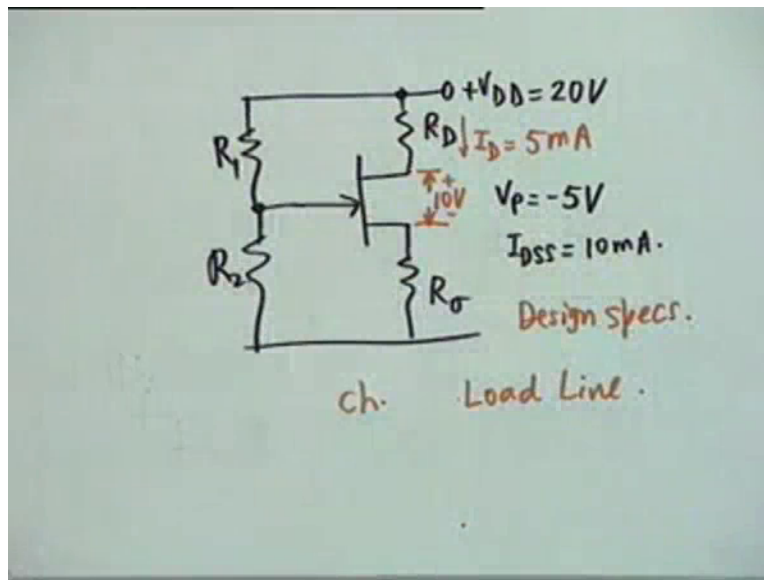 +VDD = 20V
R1
RD
ID = 5mA
+
10V
-
VP = -5V
IDSS = 10mA.
R2
Rσ
Design specs.
Ch. Load Line.